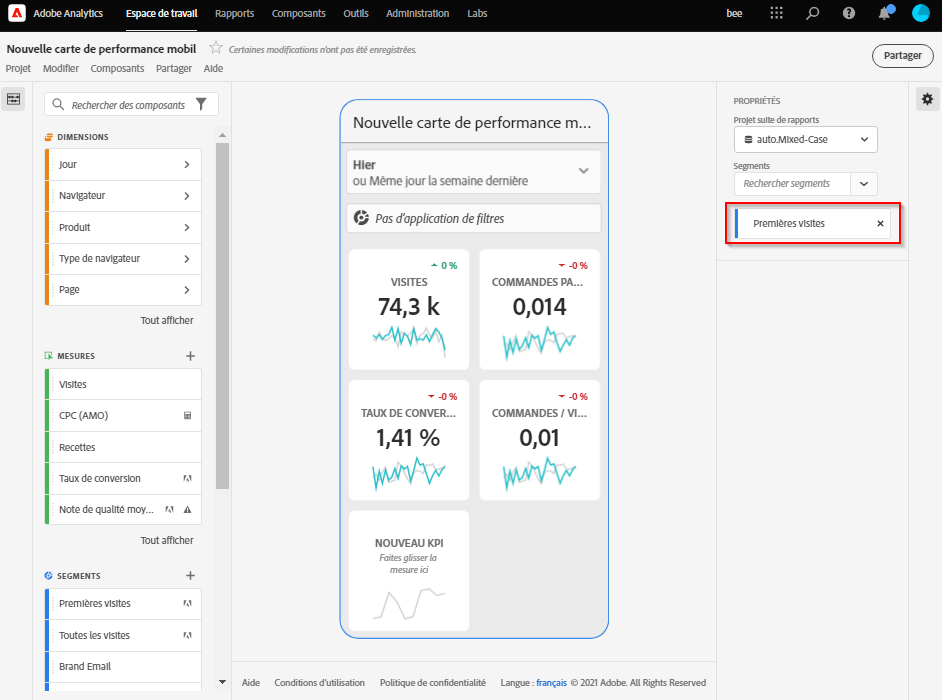 Adobe Analytics Espace de travail Rapports Composants Outils Administration Labs bee
Nouvelle carte de performance mobil Certaines modifications n'ont pas été enregistrées.
Projet Modifier Composants Partager Aide
Partager
Rechercher des composants
DIMENSIONS
Jour
Navigateur
Produit
Type de navigateur
Page
Tout afficher
MESURES
Visites
CPC (AMO)
Recettes
Taux de conversion
Note de qualité moy...
Tout afficher
SEGMENTS
Premières visites
Toutes les visites
Brand Email
Nouvelle carte de performance m...
Hier
ou Même jour la semaine dernière
Pas d'application de filtres
0 %
VISITES
74,3 k
-0 %
COMMANDES PA...
0,014
-0 %
TAUX DE CONVER...
1,41 %
-0 %
COMMANDES / VI...
0,01
NOUVEAU KPI
Faites glisser la
mesure ici
PROPRIÉTÉS
Projet suite de rapports
auto.Mixed-Case
Segments
Rechercher segments
Premières visites
Aide Conditions d'utilisation Politique de confidentialité Langue : français © 2021 Adobe. All Rights Reserved